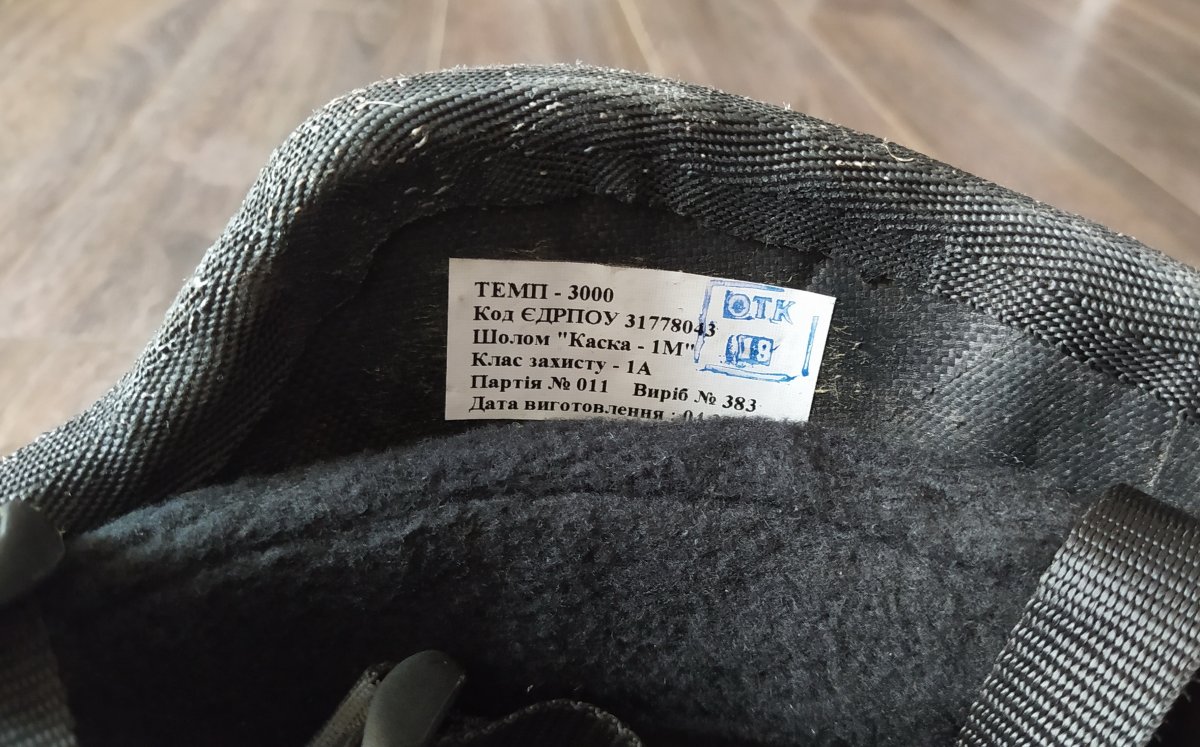 ТЕМП - 3000
Код ЄДРПОУ 31778043
Шолом "Каска - 1М"
Клас захисту - 1А
Партія № 011 Виріб № 383
Дата виготовлення :
ОТК
18